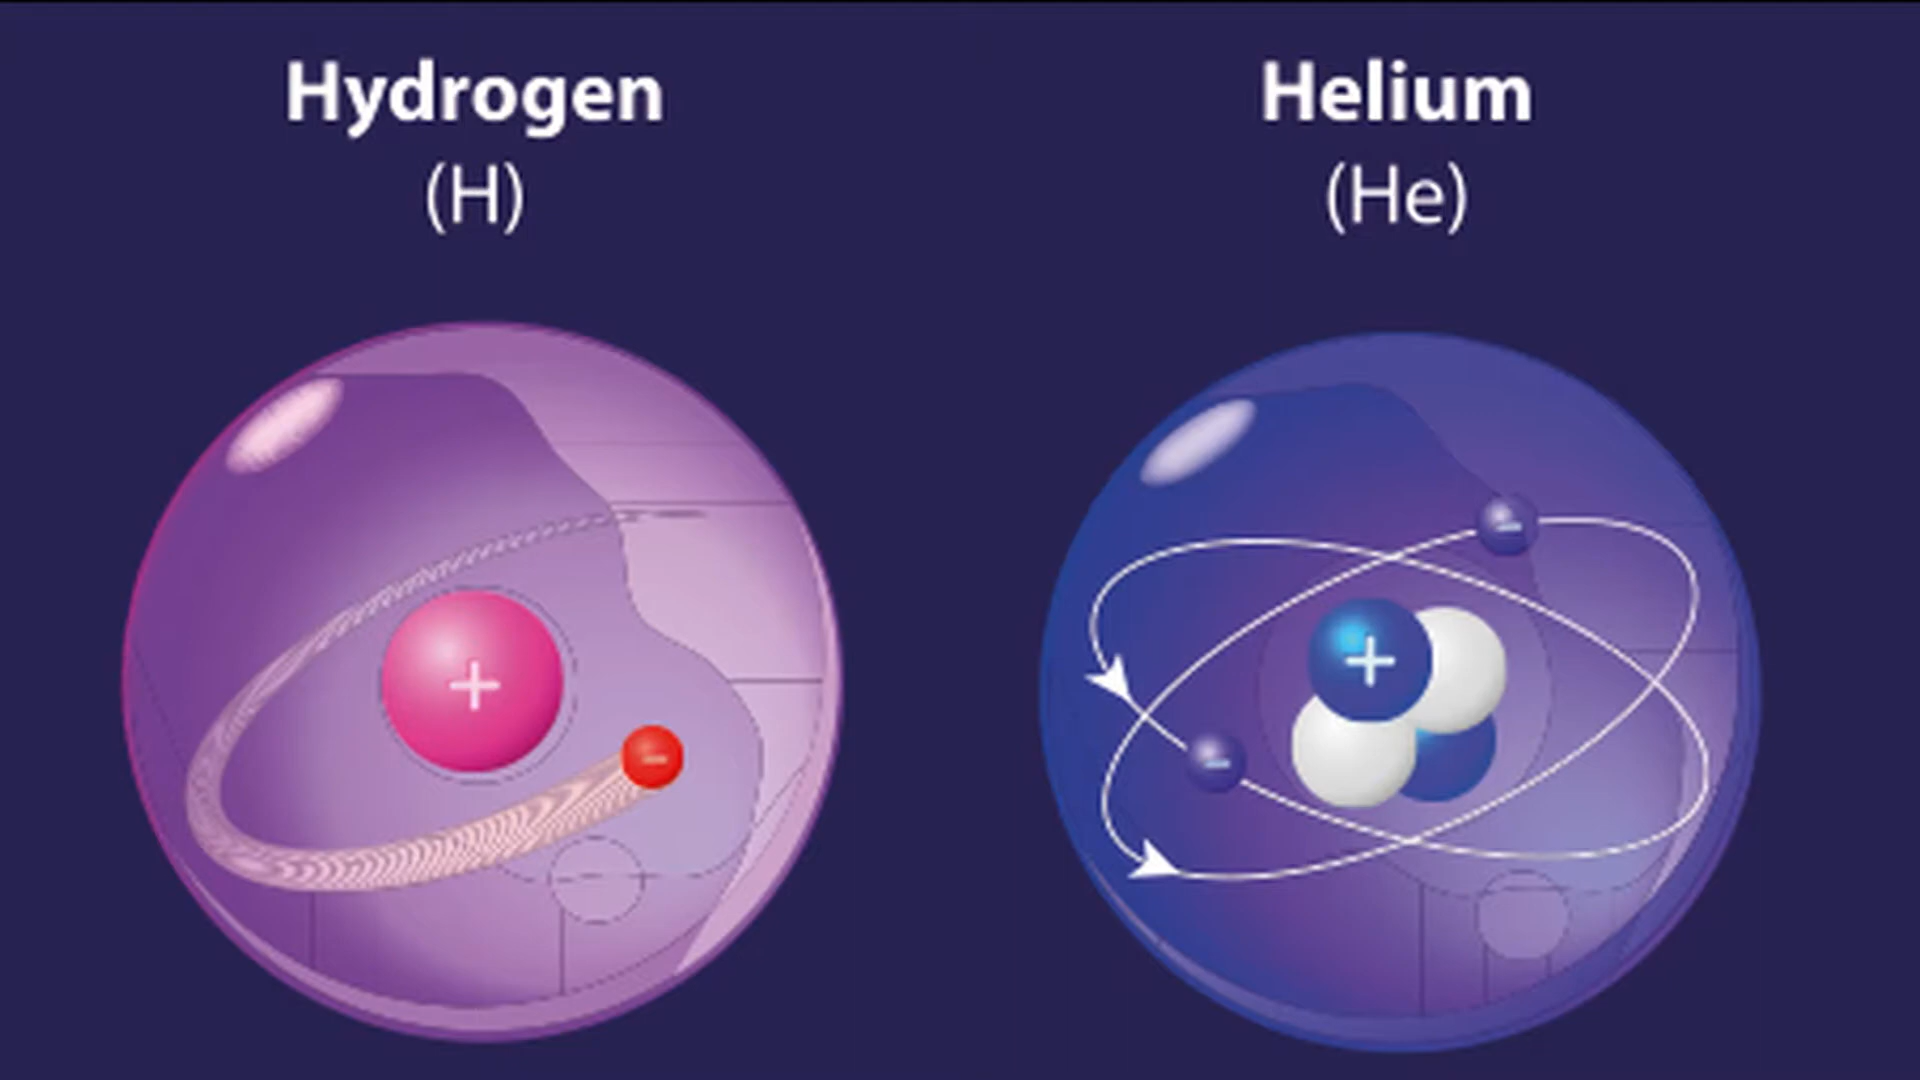 Hydrogen
(H)
Helium
(He)
+
-
+
-
-